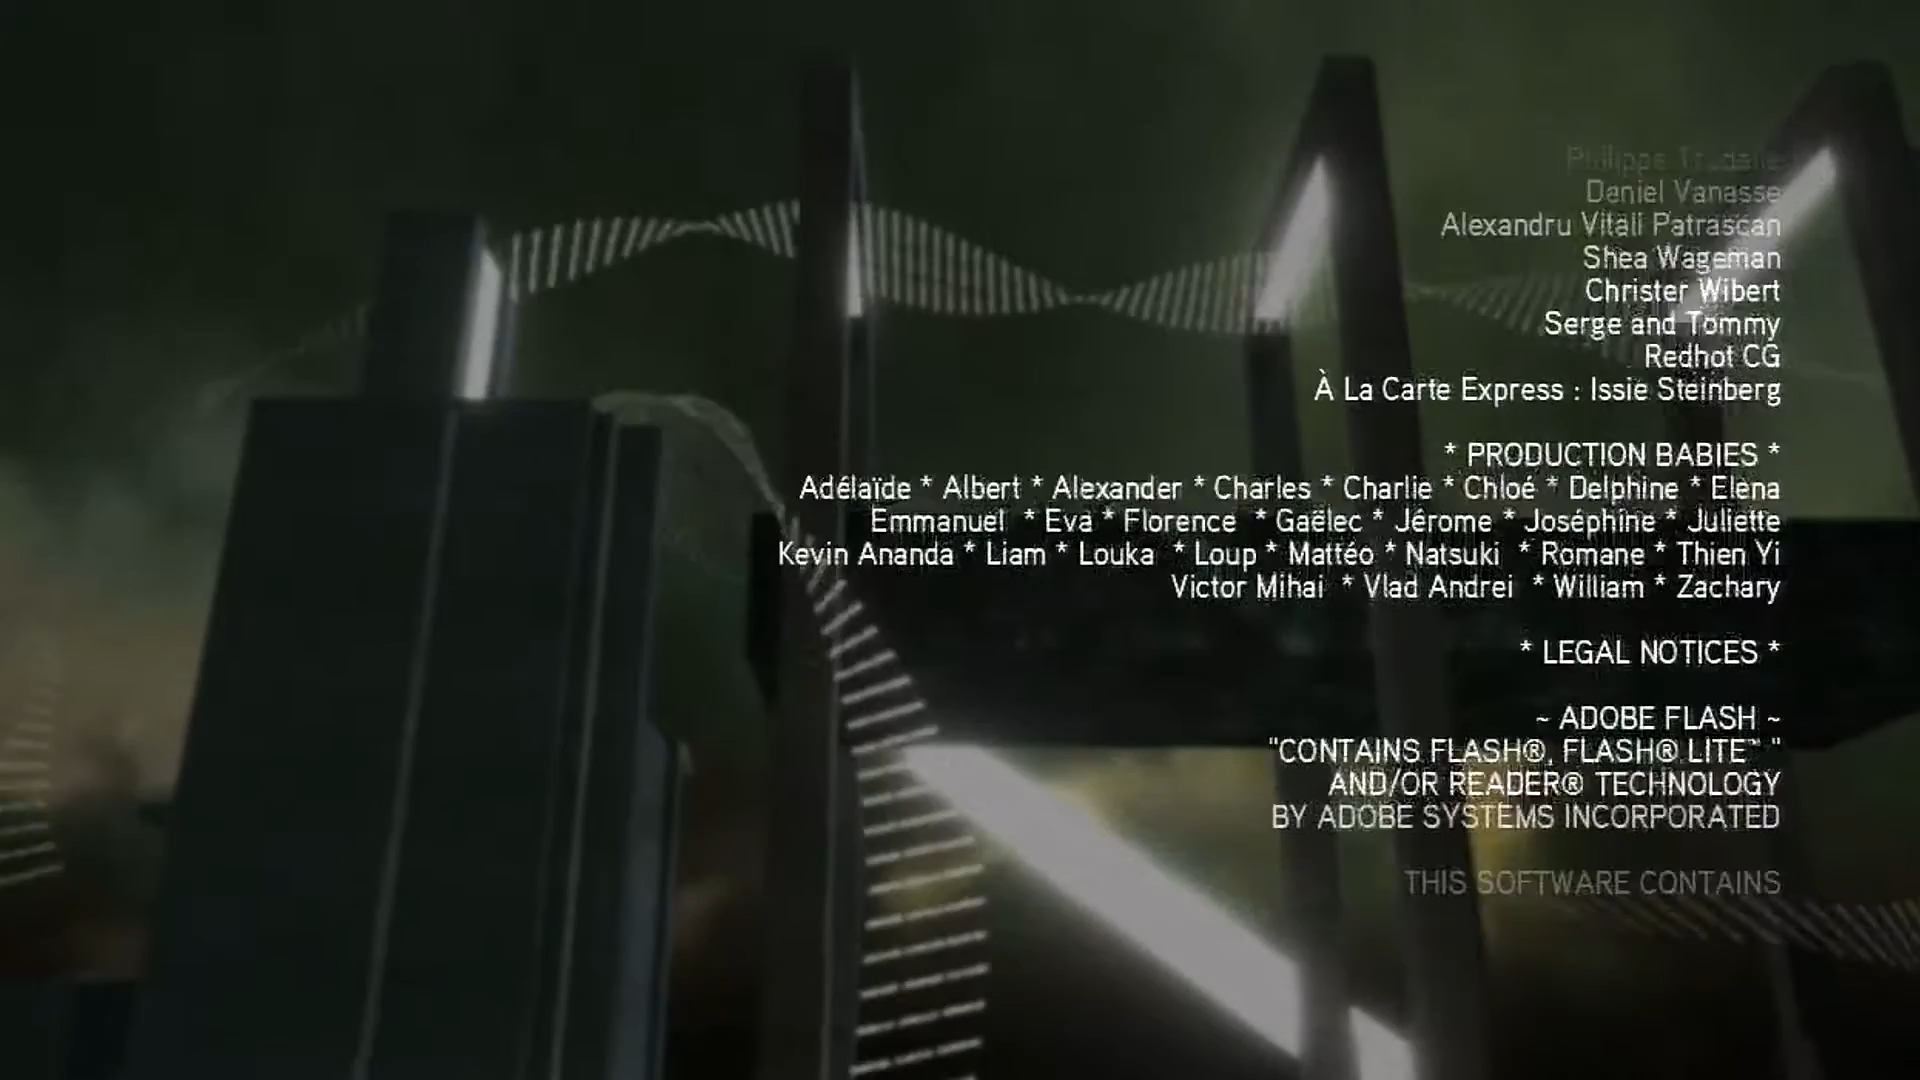 Philippe Trudelle
Daniel Vanasse
Alexandru Vitali Patrascan
Shea Wageman
Christer Wibert
Serge and Tommy
Redhot CG
À La Carte Express : Issie Steinberg
* PRODUCTION BABIES *
Adélaïde * Albert * Alexander * Charles * Charlie * Chloé * Delphine * Elena
Emmanuel * Eva * Florence * Gaëlec * Jérome * Joséphine * Juliette
Kevin Ananda * Liam * Louka * Loup * Mattéo * Natsuki * Romane * Thien Yi
Victor Mihai * Vlad Andrei * William * Zachary
* LEGAL NOTICES *
~ ADOBE FLASH ~
"CONTAINS FLASH®, FLASH® LITE™ "
AND/OR READER® TECHNOLOGY
BY ADOBE SYSTEMS INCORPORATED
THIS SOFTWARE CONTAINS